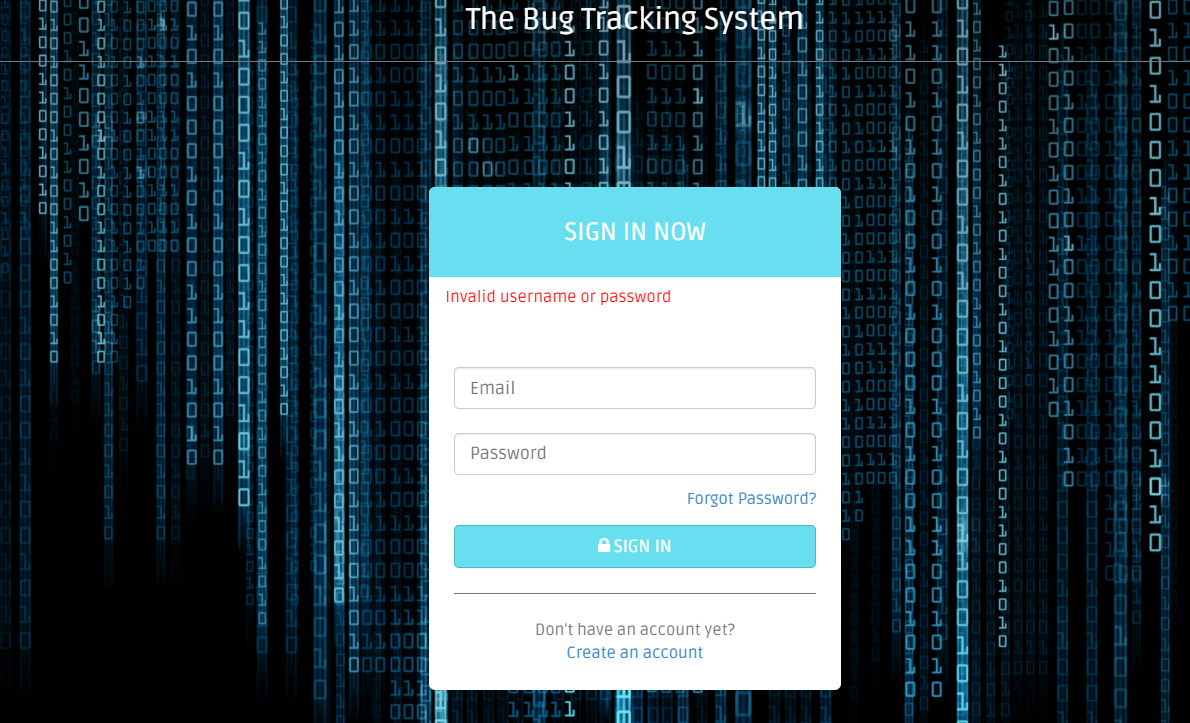 The Bug Tracking System
SIGN IN NOW
Invalid username or password
Email
Password
Forgot Password?
SIGN IN
Don't have an account yet?
Create an account